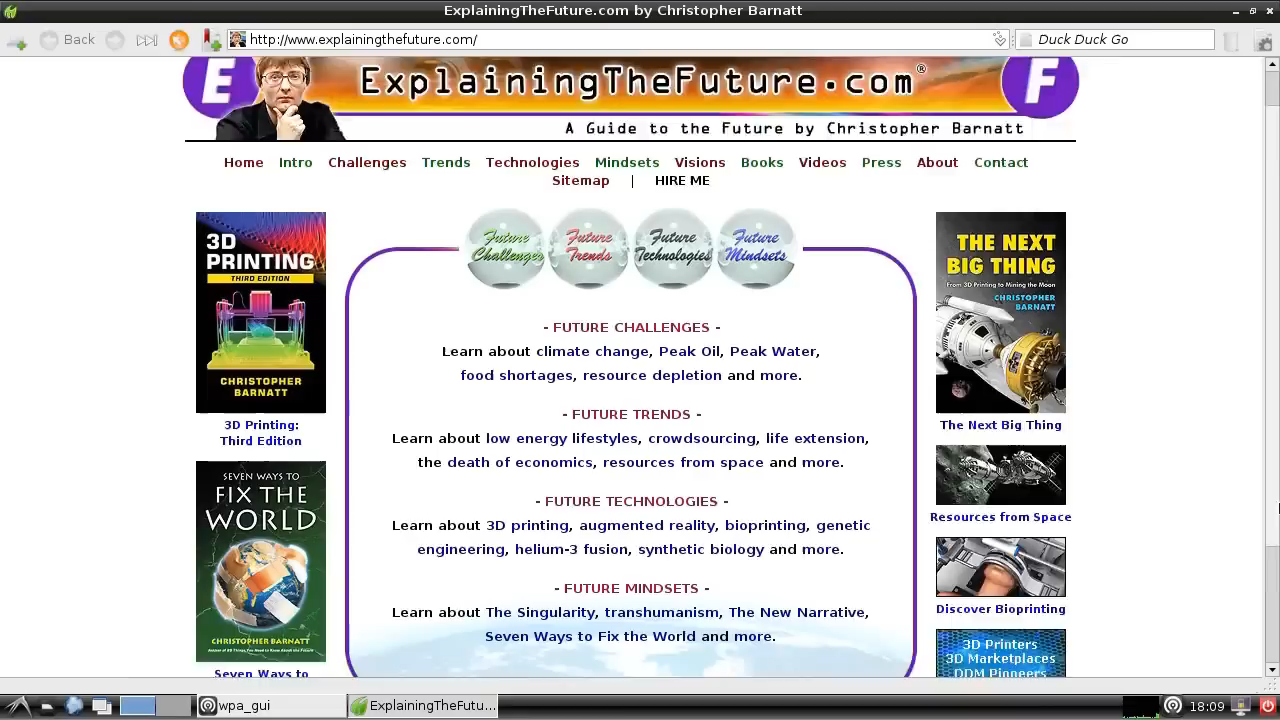 ExplainingTheFuture.com by Christopher Barnatt
Back
http://www.explainingthefuture.com/
Duck Duck Go
E
ExplainingTheFuture.com®
F
A Guide to the Future by Christopher Barnatt
Home Intro Challenges Trends Technologies Mindsets Visions Books Videos Press About Contact
Sitemap | HIRE ME
3D PRINTING
THIRD EDITION
CHRISTOPHER
BARNATT
3D Printing:
Third Edition
SEVEN WAYS TO
FIX THE
WORLD
CHRISTOPHER BARNATT
Seven Ways to
Future Challenges
Future Trends
Future Technologies
Future Mindsets
- FUTURE CHALLENGES -
Learn about climate change, Peak Oil, Peak Water,
food shortages, resource depletion and more.
- FUTURE TRENDS -
Learn about low energy lifestyles, crowdsourcing, life extension,
the death of economics, resources from space and more.
- FUTURE TECHNOLOGIES -
Learn about 3D printing, augmented reality, bioprinting, genetic
engineering, helium-3 fusion, synthetic biology and more.
- FUTURE MINDSETS -
Learn about The Singularity, transhumanism, The New Narrative,
Seven Ways to Fix the World and more.
THE NEXT
BIG THING
From 3D Printing to Mining the Moon
CHRISTOPHER
BARNATT
The Next Big Thing
Resources from Space
Discover Bioprinting
3D Printers
3D Marketplaces
DDM Pioneers
wpa_gui
ExplainingTheFutu...
18:09